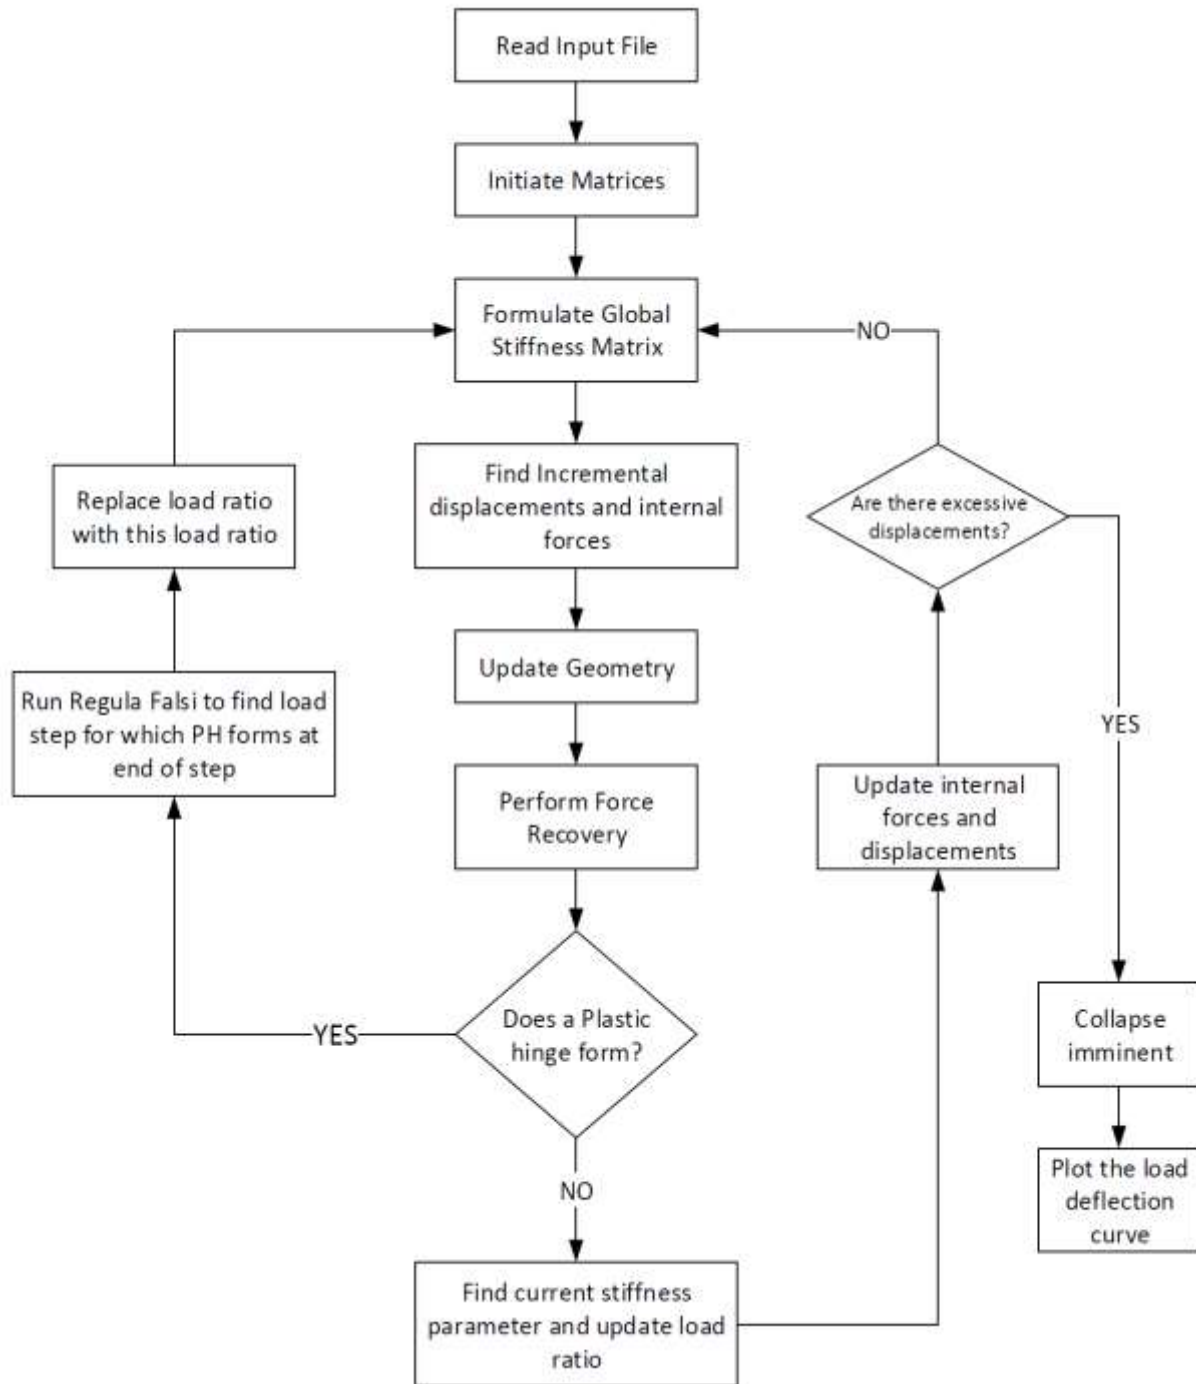 Read Input File
Initiate Matrices
Formulate Global
Stiffness Matrix
NO
Find Incremental
displacements and internal
forces
Replace load ratio
with this load ratio
Are there excessive
displacements?
Update Geometry
Run Regula Falsi to find load
step for which PH forms at
end of step
YES
Perform Force
Recovery
Update internal
forces and
displacements
Does a Plastic
hinge form?
YES
Collapse
imminent
NO
Plot the load
deflection
curve
Find current stiffness
parameter and update load
ratio